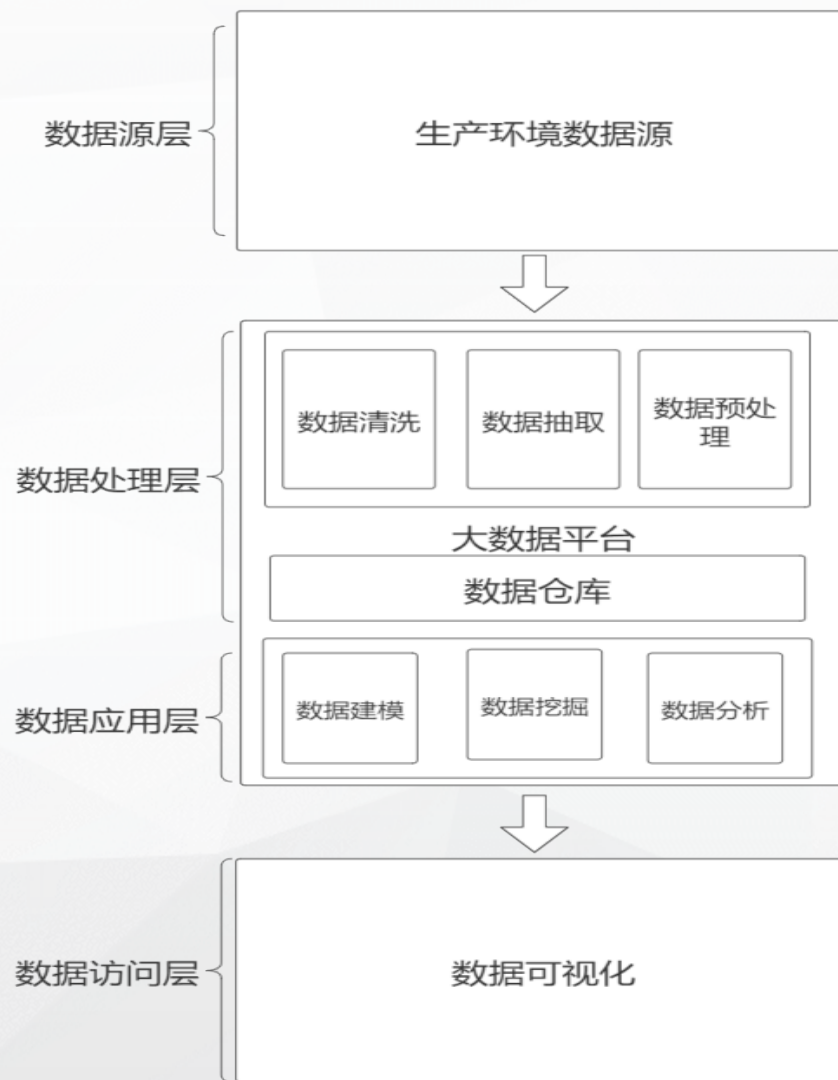 数据源层
生产环境数据源
数据处理层
数据清洗
数据抽取
数据预处
理
大数据平台
数据仓库
数据应用层
数据建模
数据挖掘
数据分析
数据访问层
数据可视化